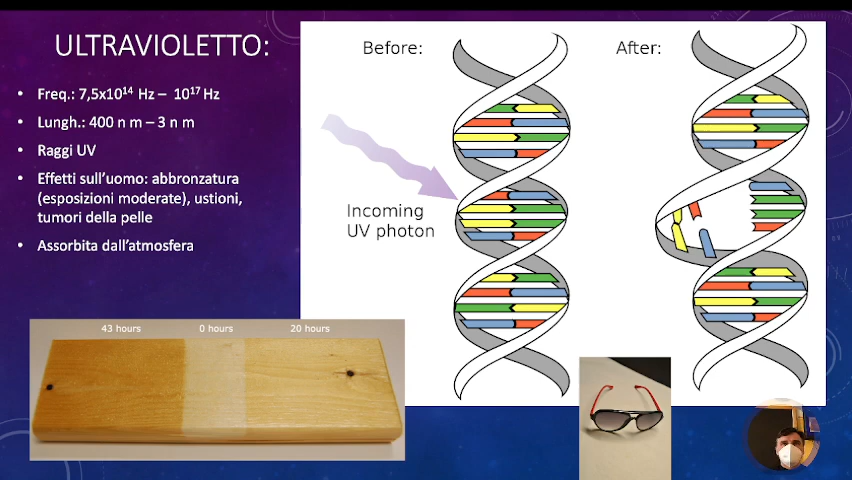 ULTRAVIOLETTO:
• Freq.: 7,5x10¹⁴ Hz – 10¹⁷ Hz
• Lungh.: 400 n m – 3 n m
• Raggi UV
• Effetti sull'uomo: abbronzatura
(esposizioni moderate), ustioni,
tumori della pelle
• Assorbita dall'atmosfera
Before:
After:
Incoming
UV photon
43 hours
0 hours
20 hours